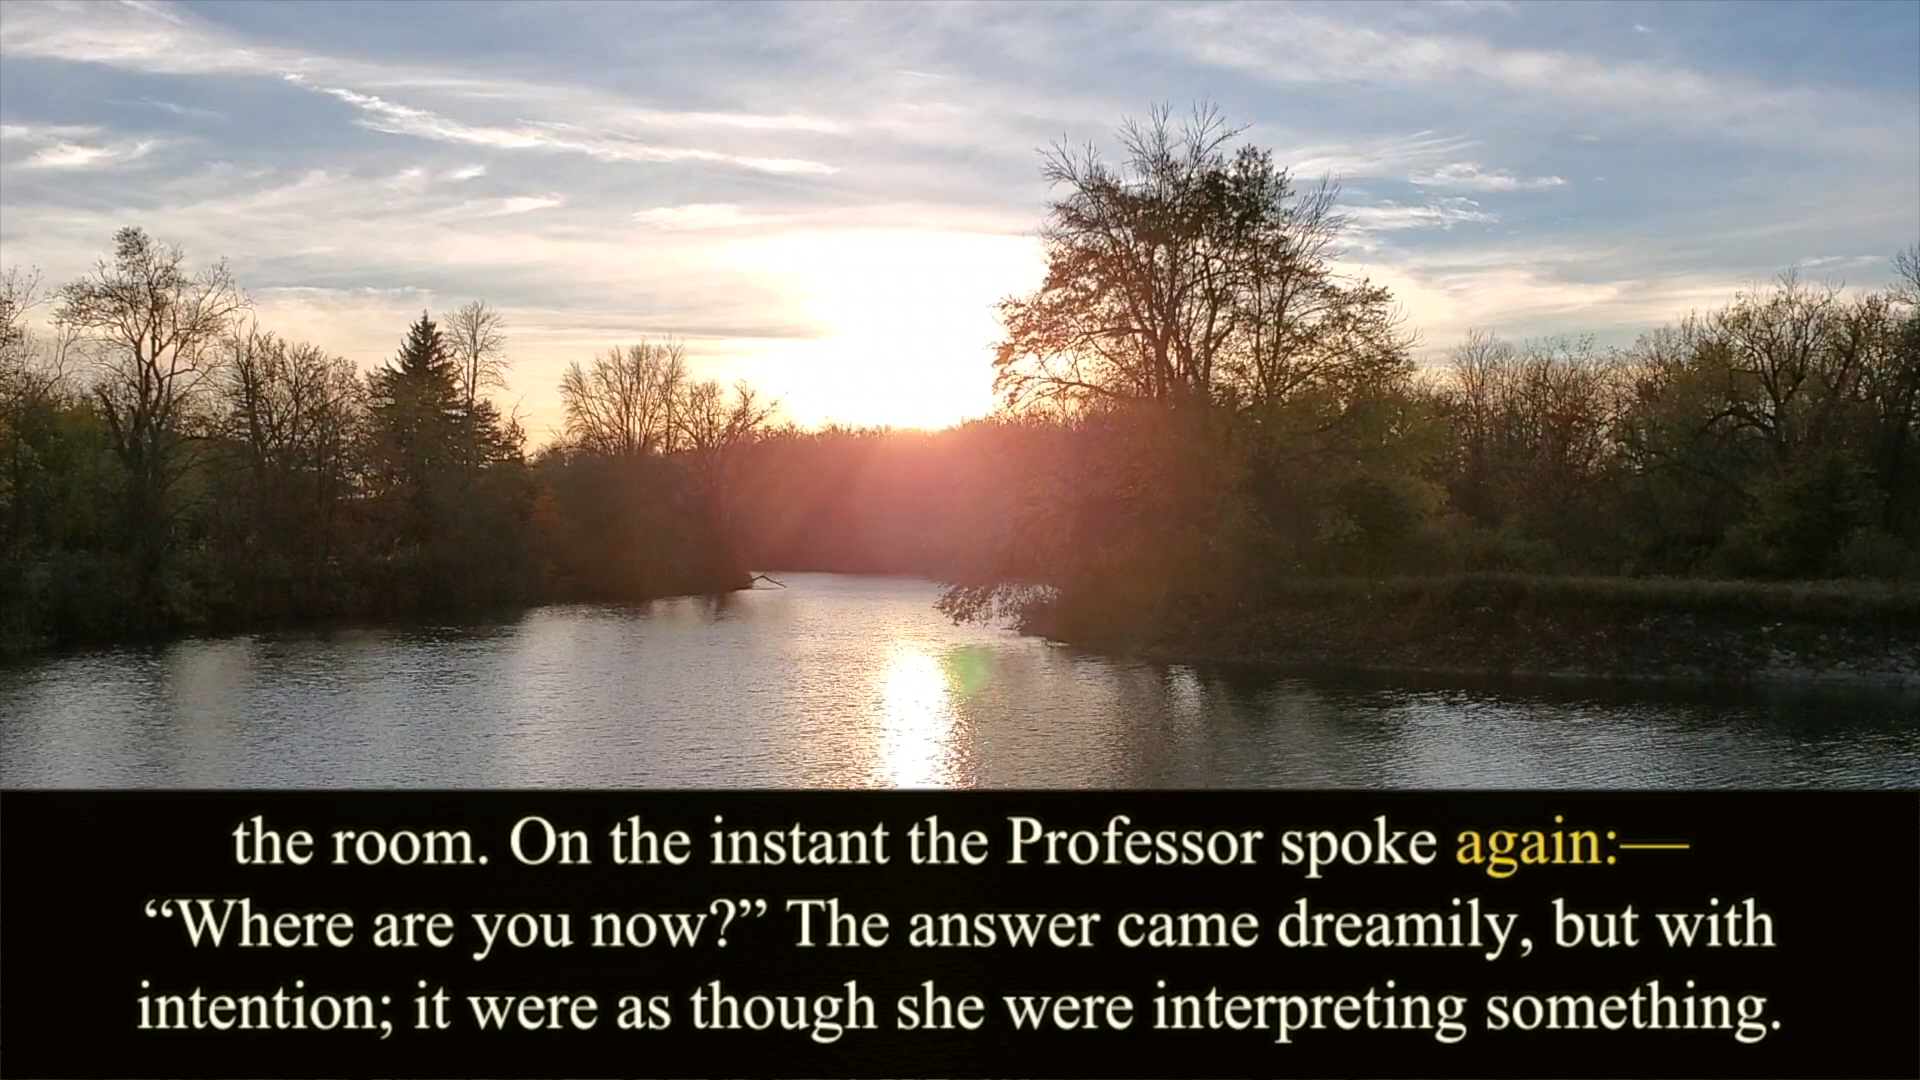 the room. On the instant the Professor spoke again:—
“Where are you now?” The answer came dreamily, but with
intention; it were as though she were interpreting something.